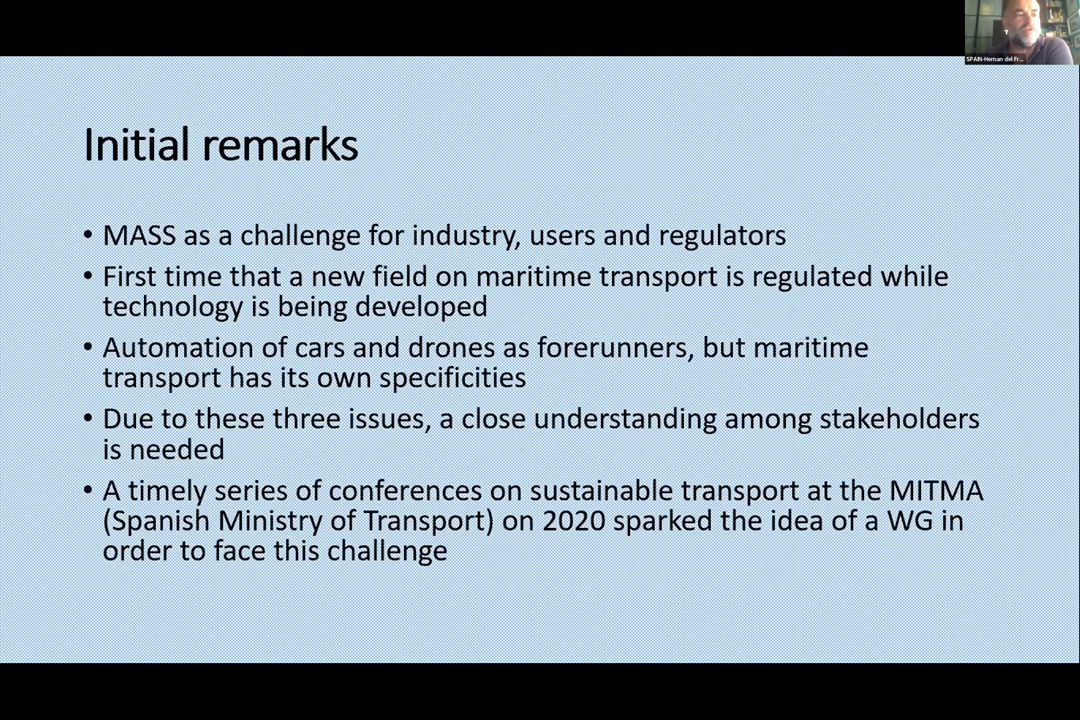 SPAIN-Hernan del Fr...
Initial remarks
• MASS as a challenge for industry, users and regulators
• First time that a new field on maritime transport is regulated while
technology is being developed
• Automation of cars and drones as forerunners, but maritime
transport has its own specificities
• Due to these three issues, a close understanding among stakeholders
is needed
• A timely series of conferences on sustainable transport at the MITMA
(Spanish Ministry of Transport) on 2020 sparked the idea of a WG in
order to face this challenge